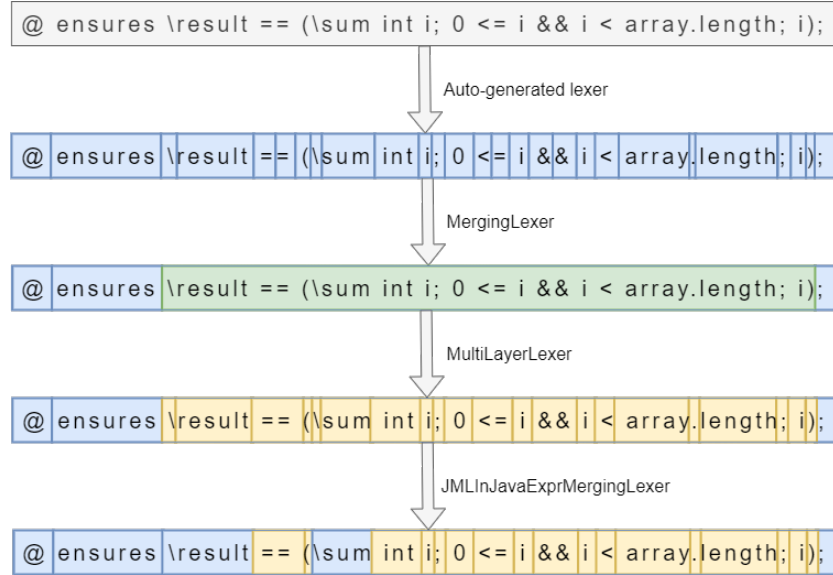 @ ensures \result == (\sum int i; 0 <= i && i < array.length; i);
Auto-generated lexer
@ ensures \result == (\sum int i; 0 <= i && i < array.length; i);
MergingLexer
@ ensures \result == (\sum int i; 0 <= i && i < array.length; i);
MultiLayerLexer
@ ensures \result == (\sum int i; 0 <= i && i < array.length; i);
JMLInJavaExprMergingLexer
@ ensures \result == (\sum int i; 0 <= i && i < array.length; i);